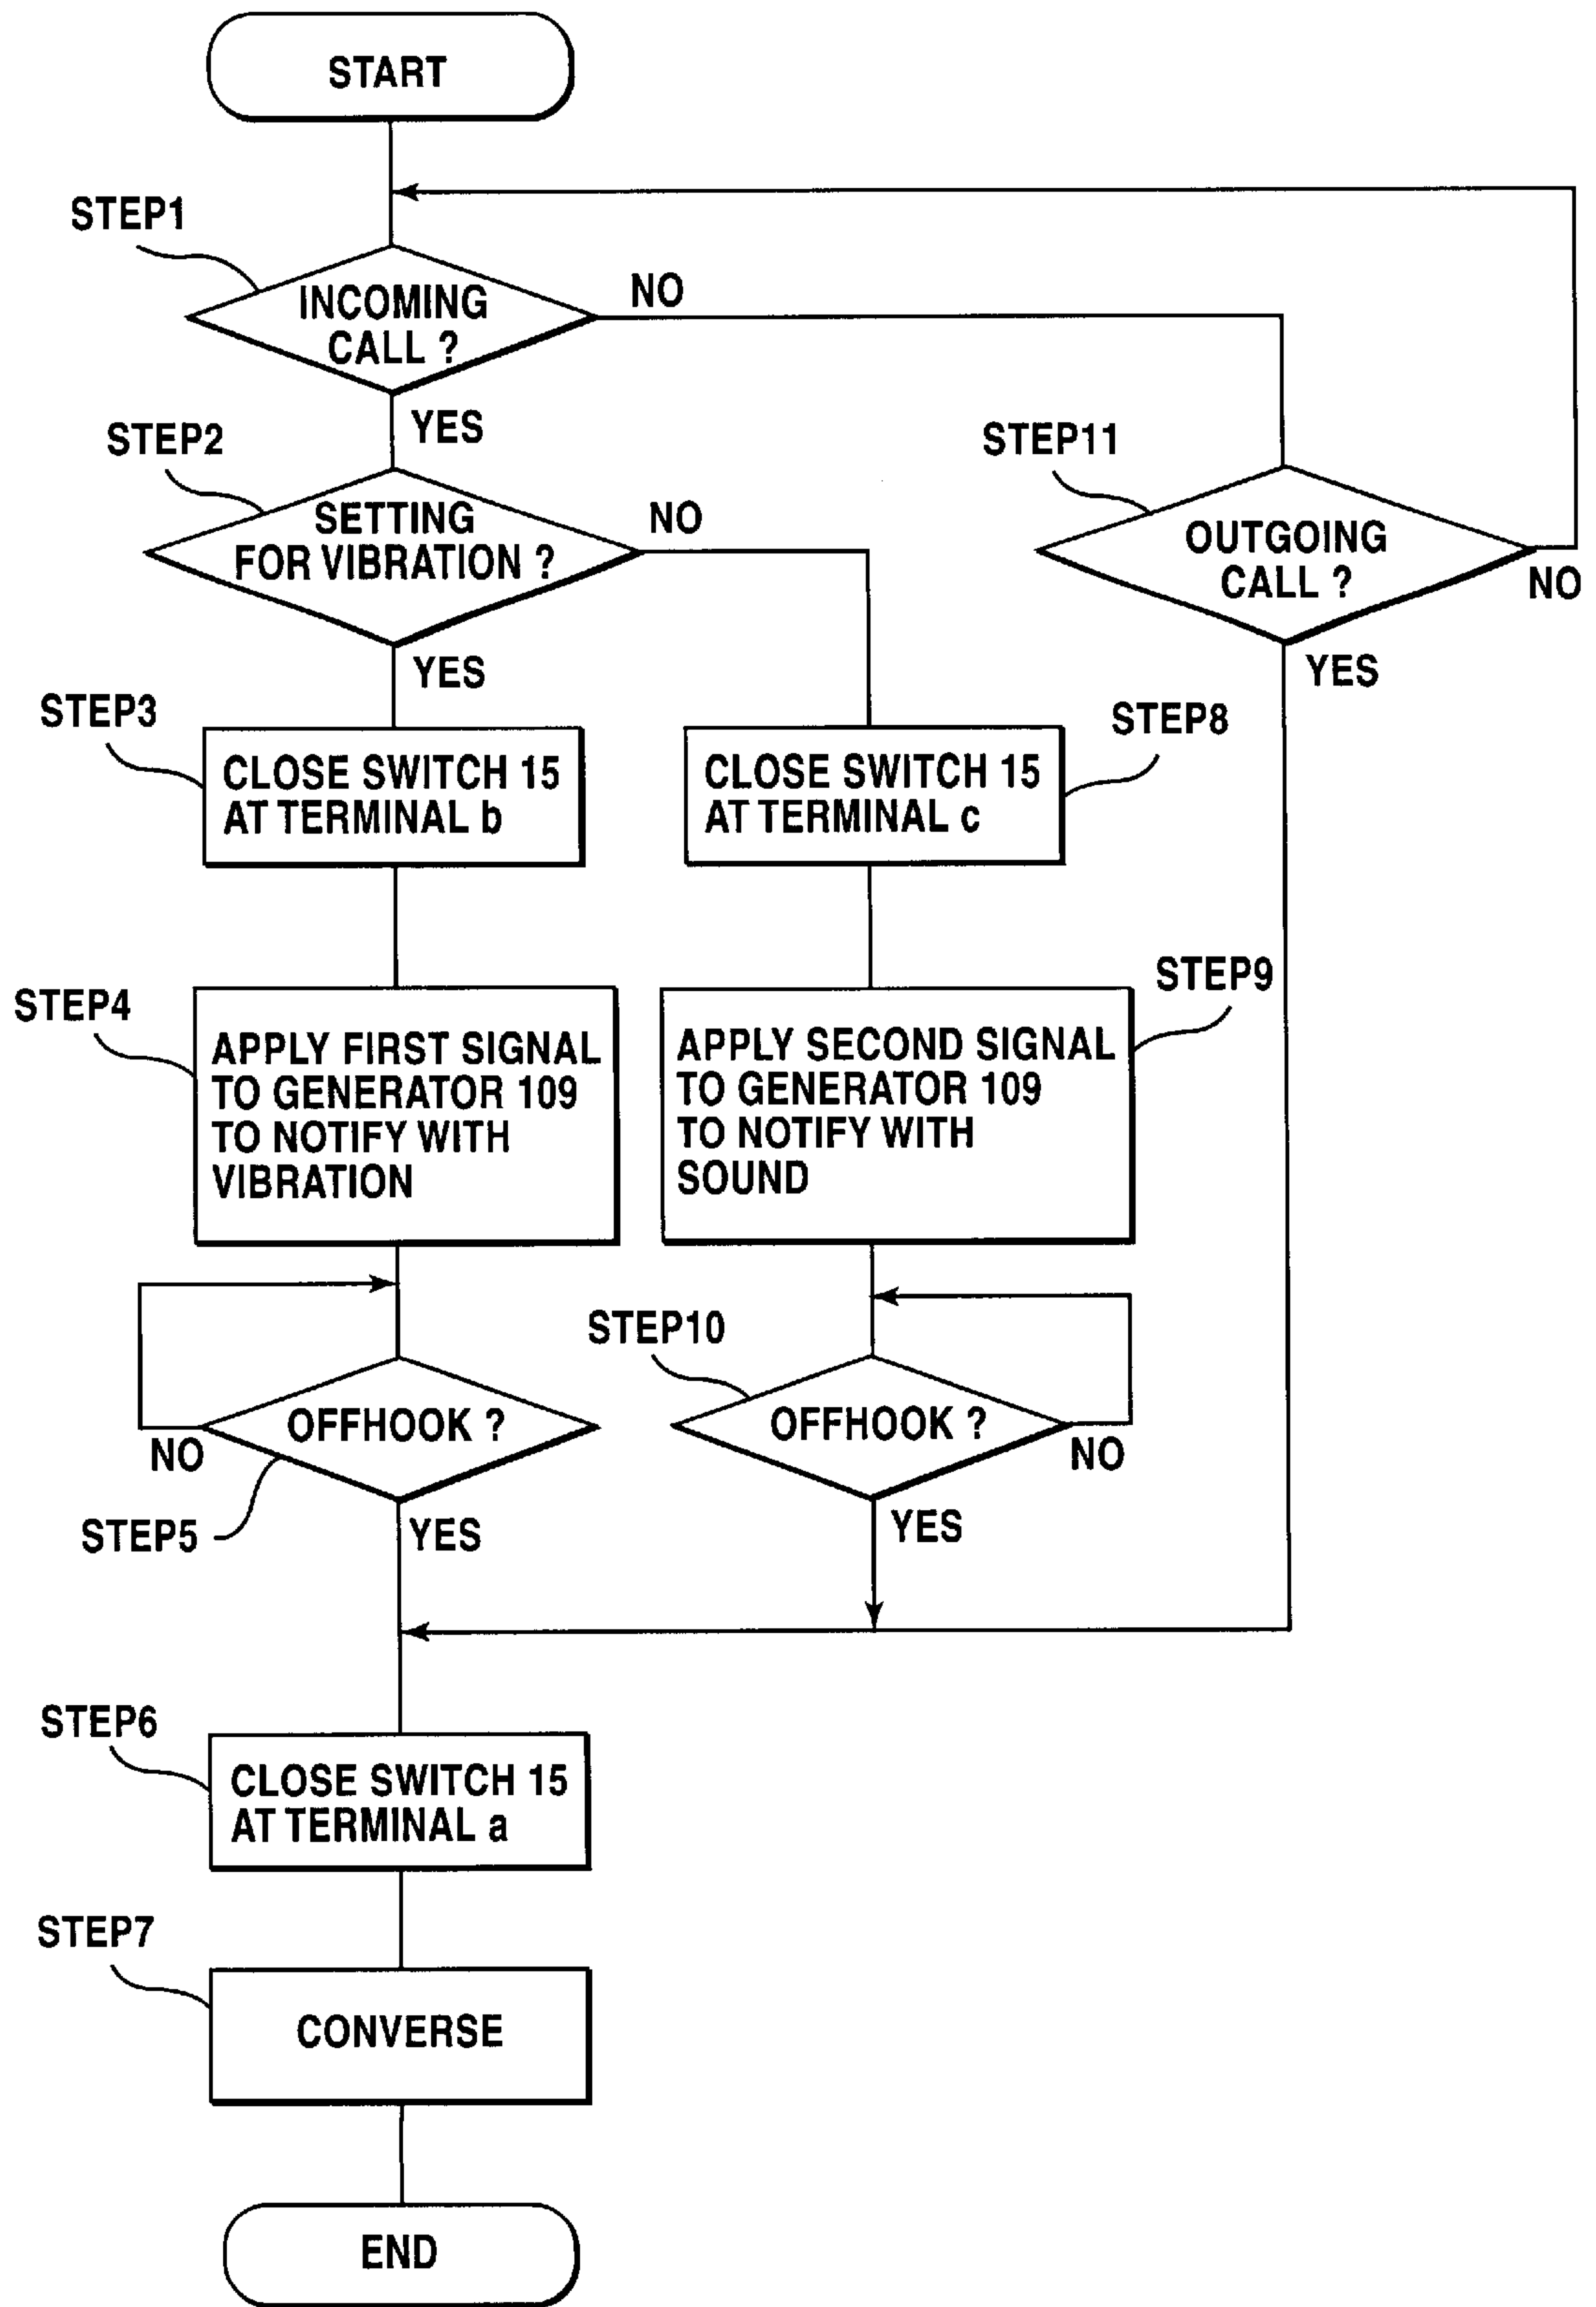 START
STEP1
INCOMING
CALL ?
NO
YES
STEP2
SETTING
FOR VIBRATION ?
NO
YES
STEP11
OUTGOING
CALL ?
NO
YES
STEP3
CLOSE SWITCH 15
AT TERMINAL b
STEP8
CLOSE SWITCH 15
AT TERMINAL c
STEP4
APPLY FIRST SIGNAL
TO GENERATOR 109
TO NOTIFY WITH
VIBRATION
STEP9
APPLY SECOND SIGNAL
TO GENERATOR 109
TO NOTIFY WITH
SOUND
STEP5
OFFHOOK ?
NO
YES
STEP10
OFFHOOK ?
NO
YES
STEP6
CLOSE SWITCH 15
AT TERMINAL a
STEP7
CONVERSE
END